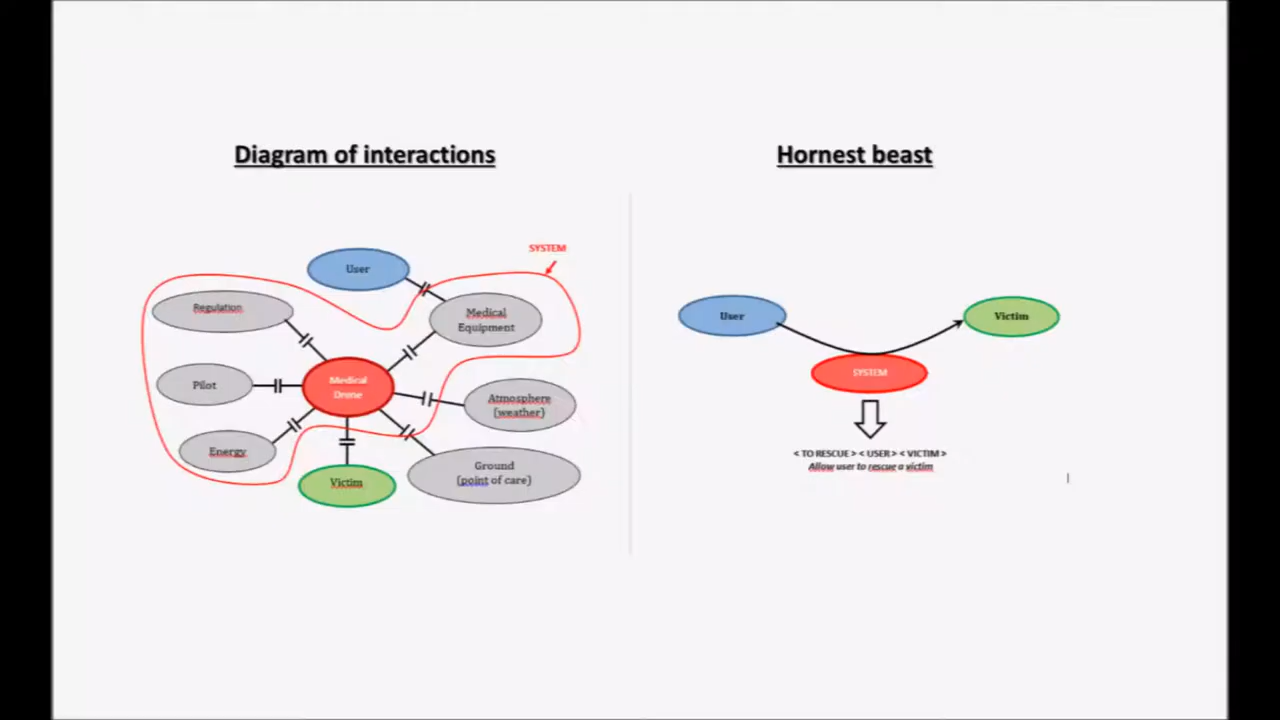 Diagram of interactions
SYSTEM
User
Regulation
Medical
Equipment
Pilot
Medical
Drone
Atmosphere
(weather)
Energy
Ground
(point of care)
Victim
Hornest beast
User
Victim
SYSTEM
< TO RESCUE > < USER > < VICTIM >
Allow user to rescue a victim